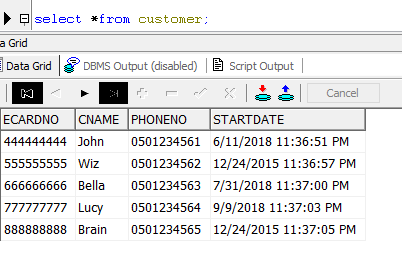 select *from customer;
a Grid
Data Grid DBMS Output (disabled) Script Output
Cancel
ECARDNO CNAME PHONENO STARTDATE
444444444 John 0501234561 6/11/2018 11:36:51 PM
555555555 Wiz 0501234562 12/24/2015 11:36:57 PM
666666666 Bella 0501234563 7/31/2018 11:37:00 PM
777777777 Lucy 0501234564 9/9/2018 11:37:03 PM
888888888 Brain 0501234565 12/24/2015 11:37:05 PM